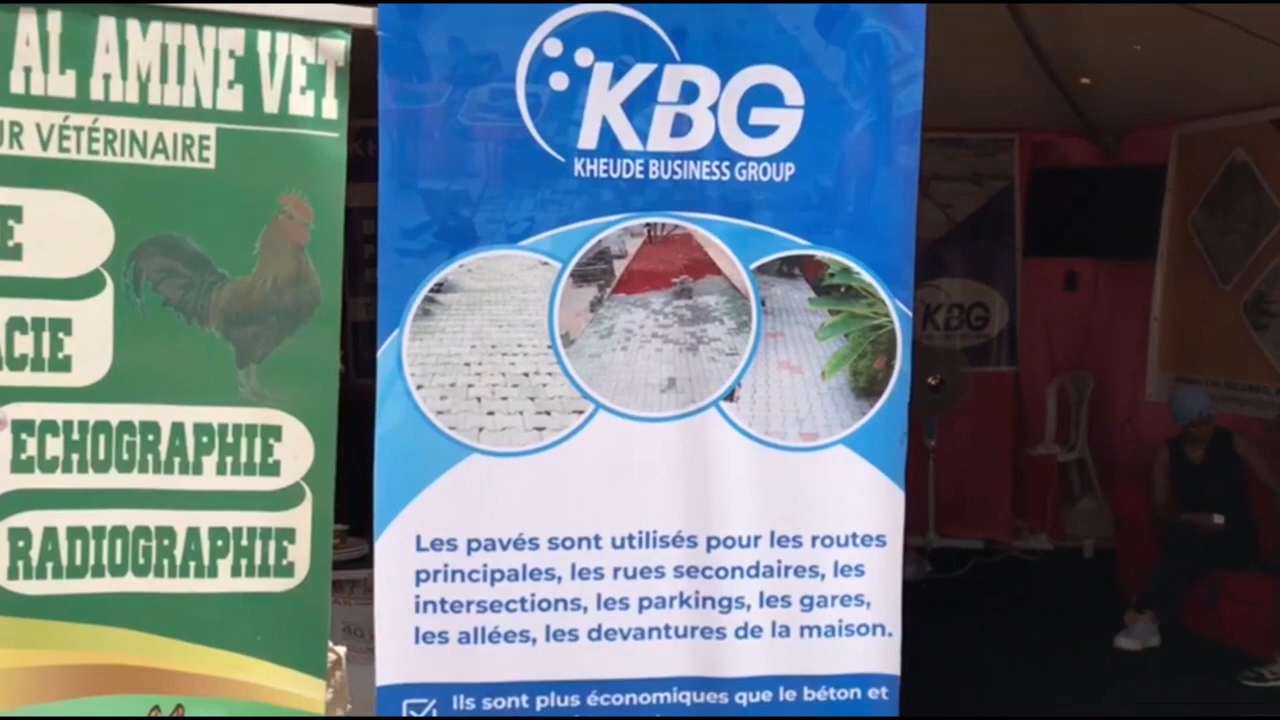 AL AMINE VET
UR VÉTÉRINAIRE
E
ACIE
ECHOGRAPHIE
RADIOGRAPHIE
KBG
KHEUDE BUSINESS GROUP
Les pavés sont utilisés pour les routes
principales, les rues secondaires, les
intersections, les parkings, les gares,
les allées, les devantures de la maison.
Ils sont plus économiques que le béton et
KBG